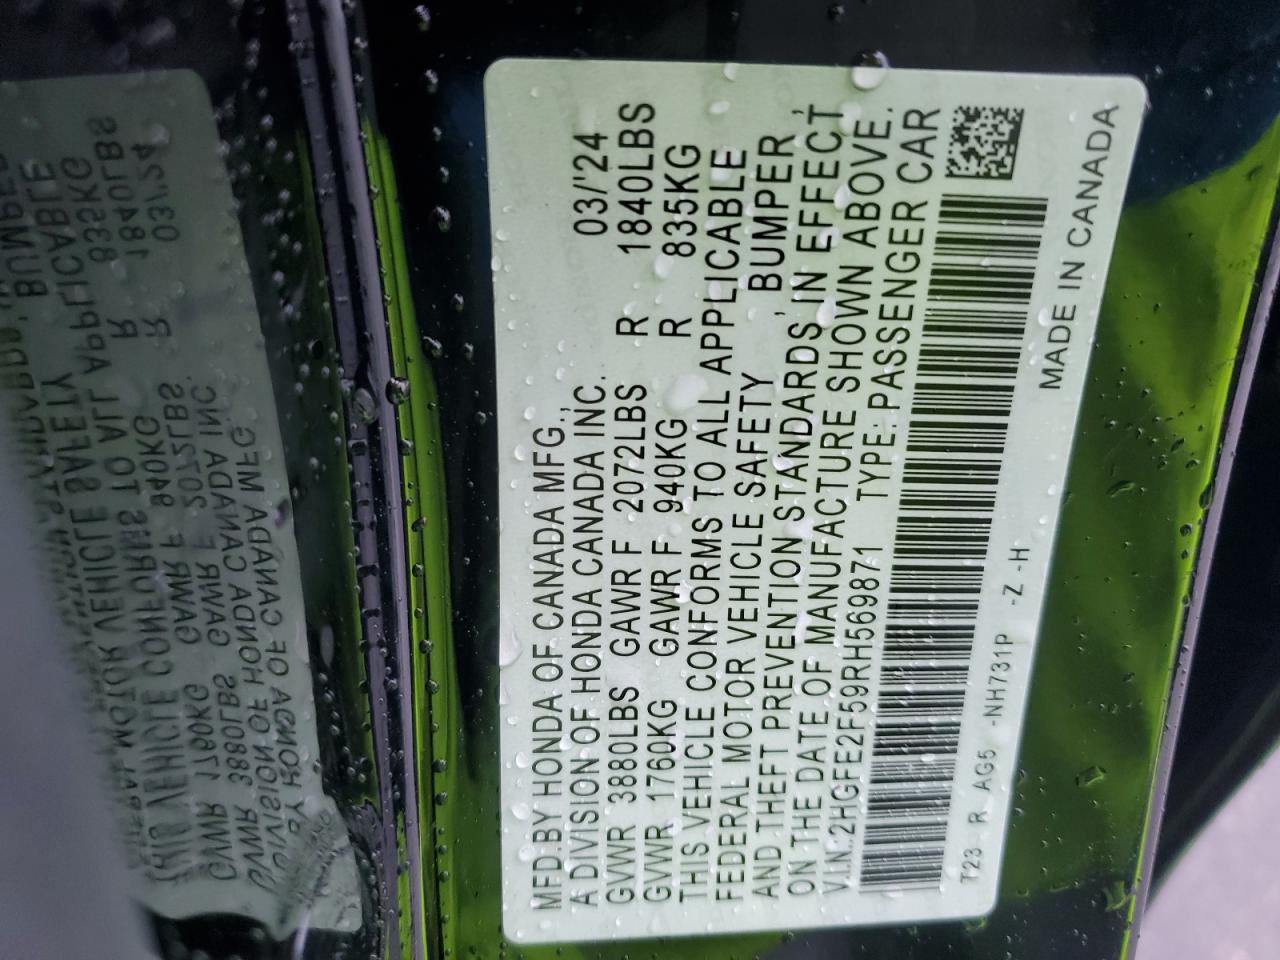 MFD.BY HONDA OF CANADA MFG.,
A DIVISION OF HONDA CANADA INC. 03/'24
GVWR 3880LBS GAWR F 2072LBS R 1840LBS
GVWR 1760KG GAWR F 940KG R 835KG
THIS VEHICLE CONFORMS TO ALL APPLICABLE
FEDERAL MOTOR VEHICLE SAFETY, BUMPER,
AND THEFT PREVENTION STANDARDS, IN EFFECT
ON THE DATE OF MANUFACTURE SHOWN ABOVE.
VIN:2HGFE2F59RH569871 TYPE:PASSENGER CAR
T23 R AG5 -NH731P -Z -H
MADE IN CANADA